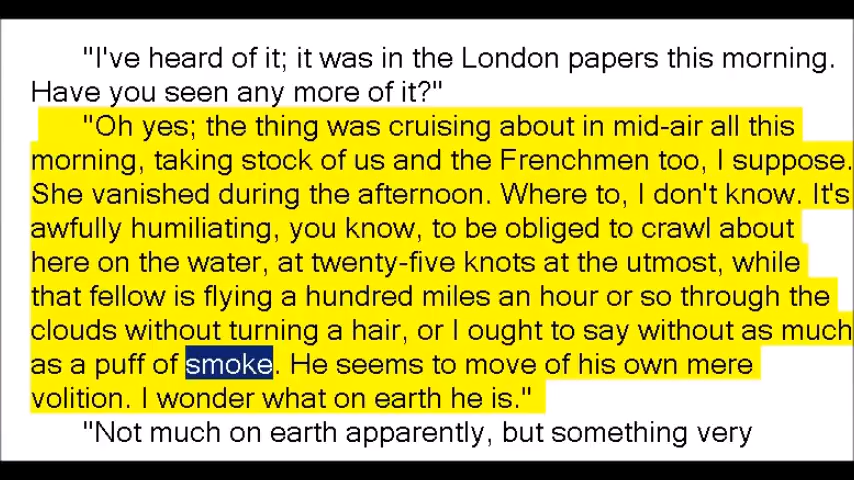 "I've heard of it; it was in the London papers this morning.
Have you seen any more of it?"
"Oh yes; the thing was cruising about in mid-air all this
morning, taking stock of us and the Frenchmen too, I suppose.
She vanished during the afternoon. Where to, I don't know. It's
awfully humiliating, you know, to be obliged to crawl about
here on the water, at twenty-five knots at the utmost, while
that fellow is flying a hundred miles an hour or so through the
clouds without turning a hair, or I ought to say without as much
as a puff of smoke. He seems to move of his own mere
volition. I wonder what on earth he is."
"Not much on earth apparently, but something very